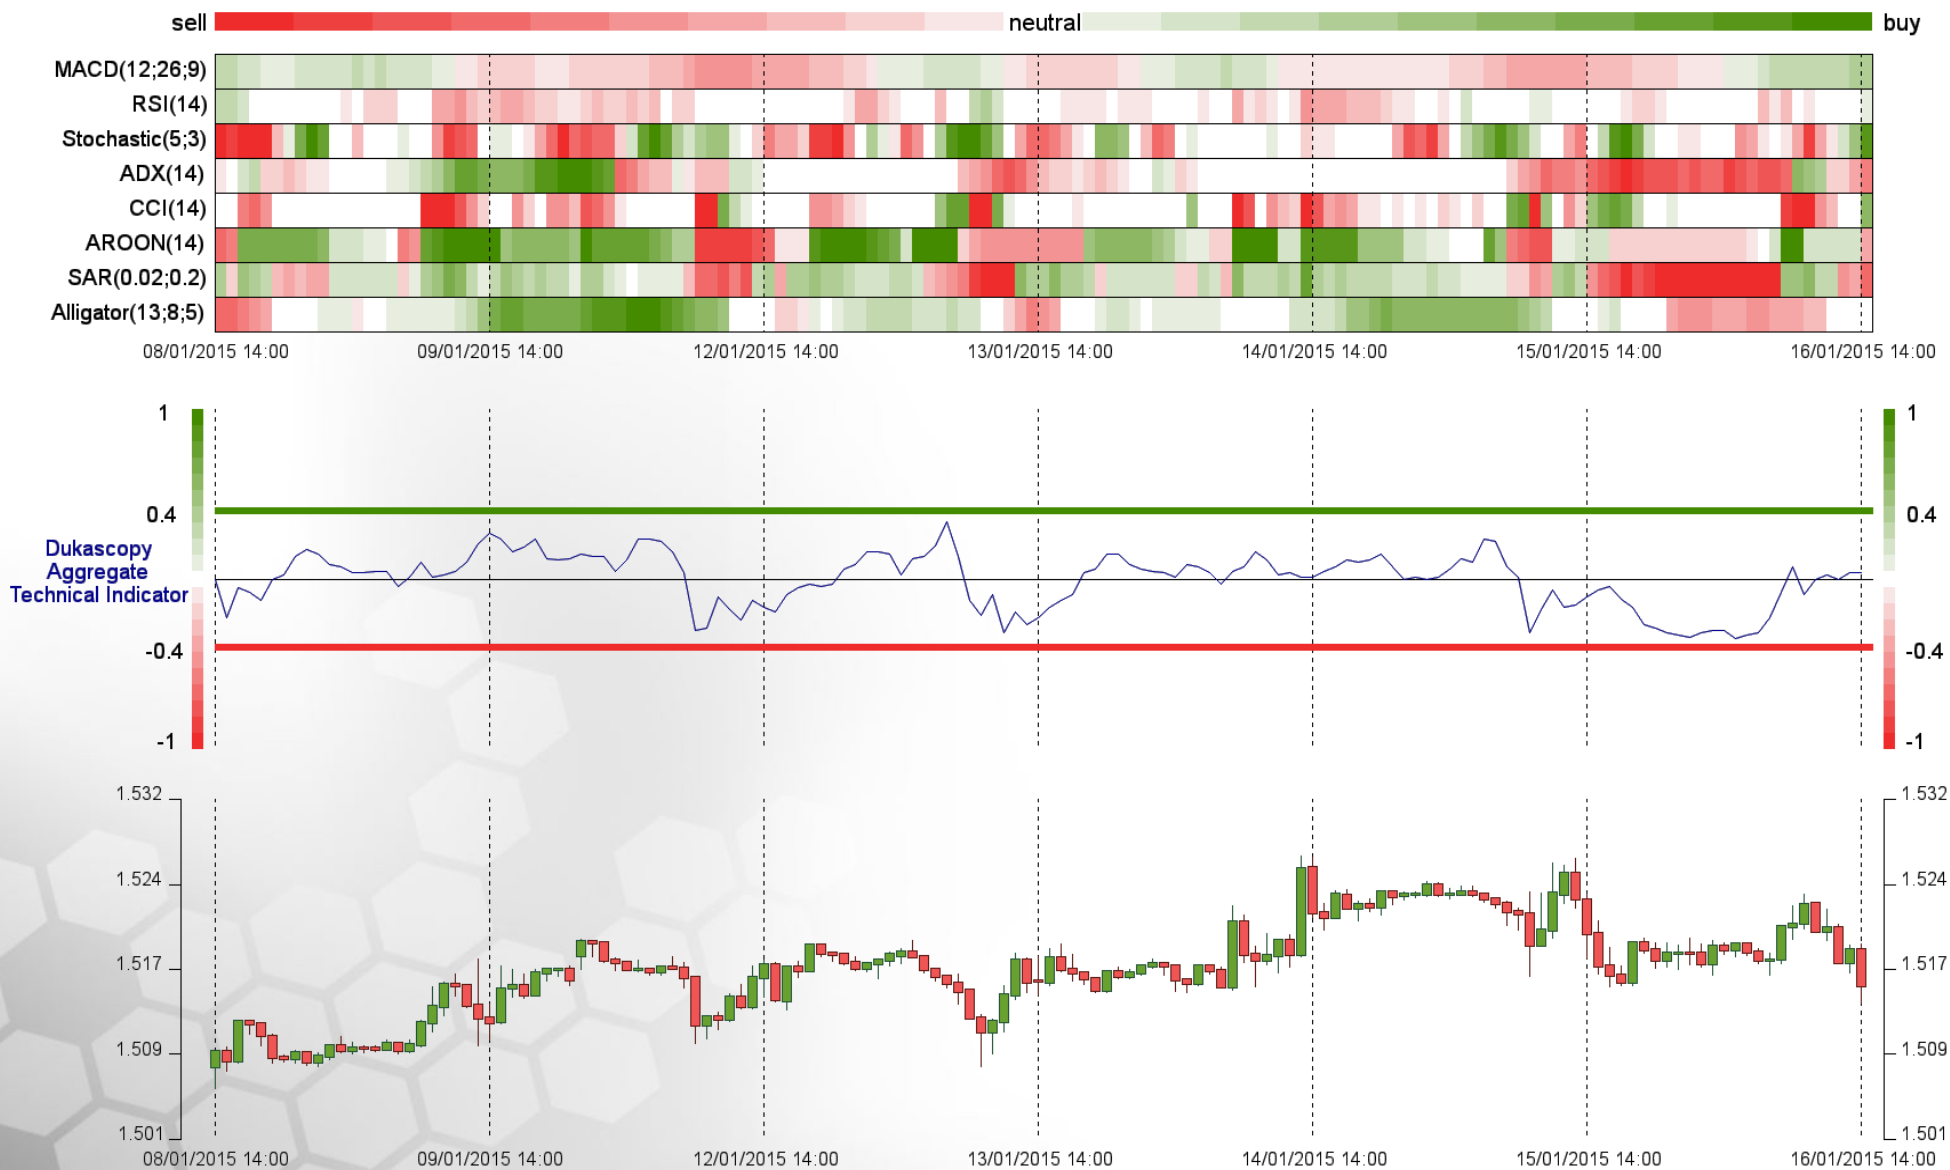 sell neutral buy
MACD(12;26;9)
RSI(14)
Stochastic(5;3)
ADX(14)
CCI(14)
AROON(14)
SAR(0.02;0.2)
Alligator(13;8;5)
08/01/2015 14:00 09/01/2015 14:00 12/01/2015 14:00 13/01/2015 14:00 14/01/2015 14:00 15/01/2015 14:00 16/01/2015 14:00
1 1
0.4 0.4
Dukascopy
Aggregate
Technical Indicator
-0.4 -0.4
-1 -1
1.532 1.532
1.524 1.524
1.517 1.517
1.509 1.509
1.501 1.501
08/01/2015 14:00 09/01/2015 14:00 12/01/2015 14:00 13/01/2015 14:00 14/01/2015 14:00 15/01/2015 14:00 16/01/2015 14:00